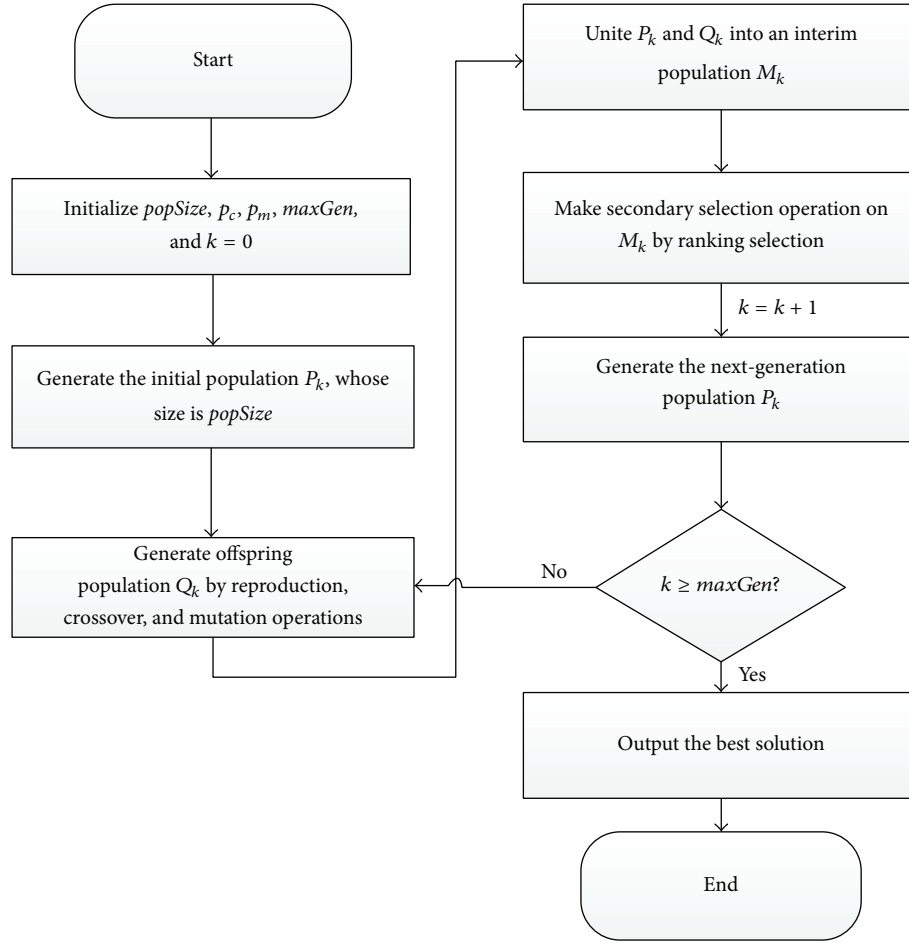 Start
Initialize popSize, p_c, p_m, maxGen,
and k = 0
Generate the initial population P_k, whose
size is popSize
Generate offspring
population Q_k by reproduction,
crossover, and mutation operations
Unite P_k and Q_k into an interim
population M_k
Make secondary selection operation on
M_k by ranking selection
k = k + 1
Generate the next-generation
population P_k
k ≥ maxGen?
No
Yes
Output the best solution
End